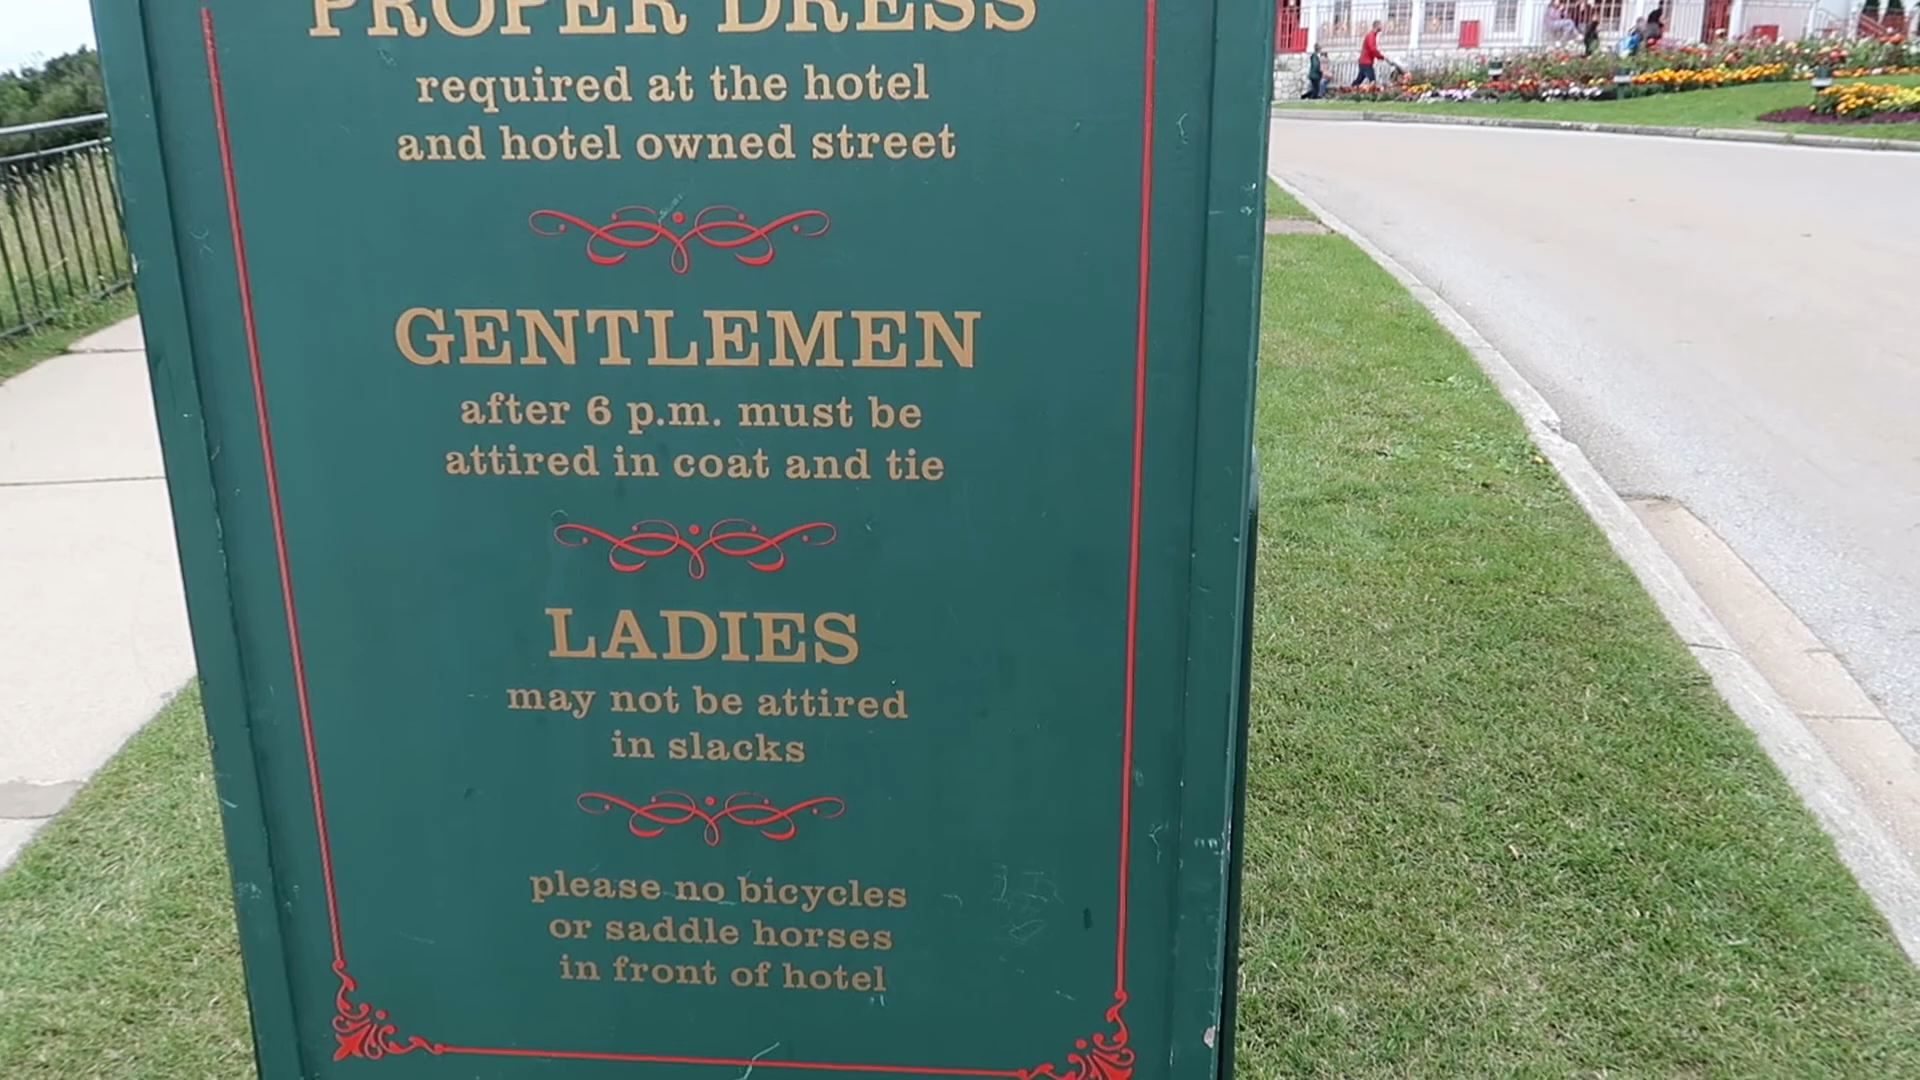 PROPER DRESS
required at the hotel
and hotel owned street
GENTLEMEN
after 6 p.m. must be
attired in coat and tie
LADIES
may not be attired
in slacks
please no bicycles
or saddle horses
in front of hotel